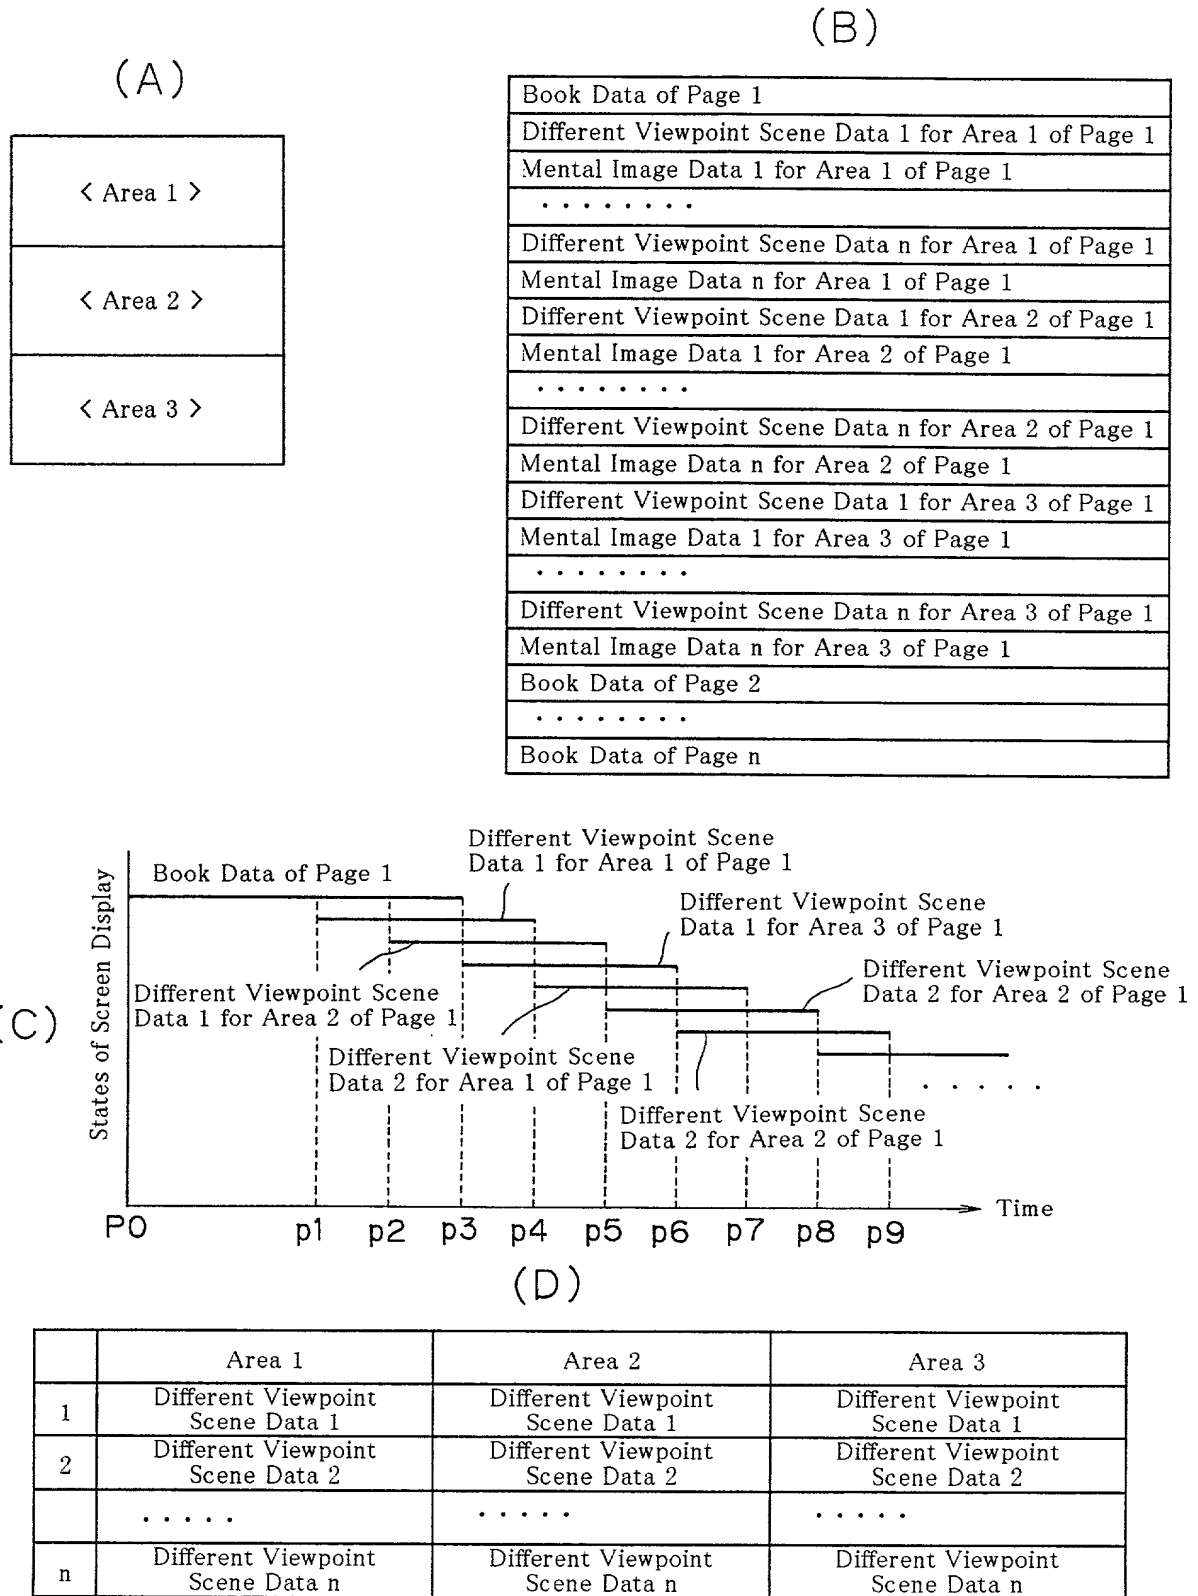 (A)
< Area 1 >
< Area 2 >
< Area 3 >
(B)
Book Data of Page 1
Different Viewpoint Scene Data 1 for Area 1 of Page 1
Mental Image Data 1 for Area 1 of Page 1
. . . . . . . .
Different Viewpoint Scene Data n for Area 1 of Page 1
Mental Image Data n for Area 1 of Page 1
Different Viewpoint Scene Data 1 for Area 2 of Page 1
Mental Image Data 1 for Area 2 of Page 1
. . . . . . . .
Different Viewpoint Scene Data n for Area 2 of Page 1
Mental Image Data n for Area 2 of Page 1
Different Viewpoint Scene Data 1 for Area 3 of Page 1
Mental Image Data 1 for Area 3 of Page 1
. . . . . . . .
Different Viewpoint Scene Data n for Area 3 of Page 1
Mental Image Data n for Area 3 of Page 1
Book Data of Page 2
. . . . . . . .
Book Data of Page n
(C)
States of Screen Display
Book Data of Page 1
Different Viewpoint Scene
Data 1 for Area 1 of Page 1
Different Viewpoint Scene
Data 1 for Area 3 of Page 1
Different Viewpoint Scene
Data 2 for Area 2 of Page 1
Different Viewpoint Scene
Data 1 for Area 2 of Page 1
Different Viewpoint Scene
Data 2 for Area 1 of Page 1
Different Viewpoint Scene
Data 2 for Area 2 of Page 1
. . . . .
P0 p1 p2 p3 p4 p5 p6 p7 p8 p9
Time
(D)
Area 1 Area 2 Area 3
1
Different Viewpoint
Scene Data 1
Different Viewpoint
Scene Data 1
Different Viewpoint
Scene Data 1
2
Different Viewpoint
Scene Data 2
Different Viewpoint
Scene Data 2
Different Viewpoint
Scene Data 2
. . . . . . . . . . . . . . .
n
Different Viewpoint
Scene Data n
Different Viewpoint
Scene Data n
Different Viewpoint
Scene Data n